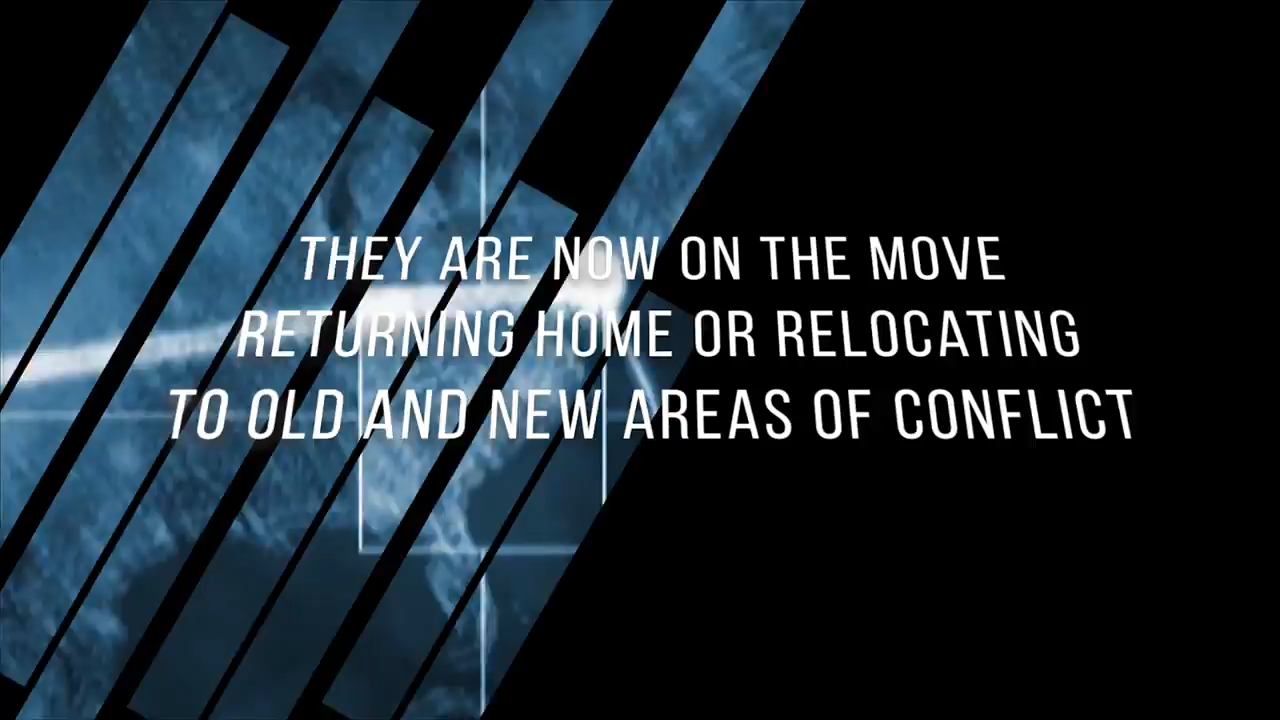 THEY ARE NOW ON THE MOVE
RETURNING HOME OR RELOCATING
TO OLD AND NEW AREAS OF CONFLICT